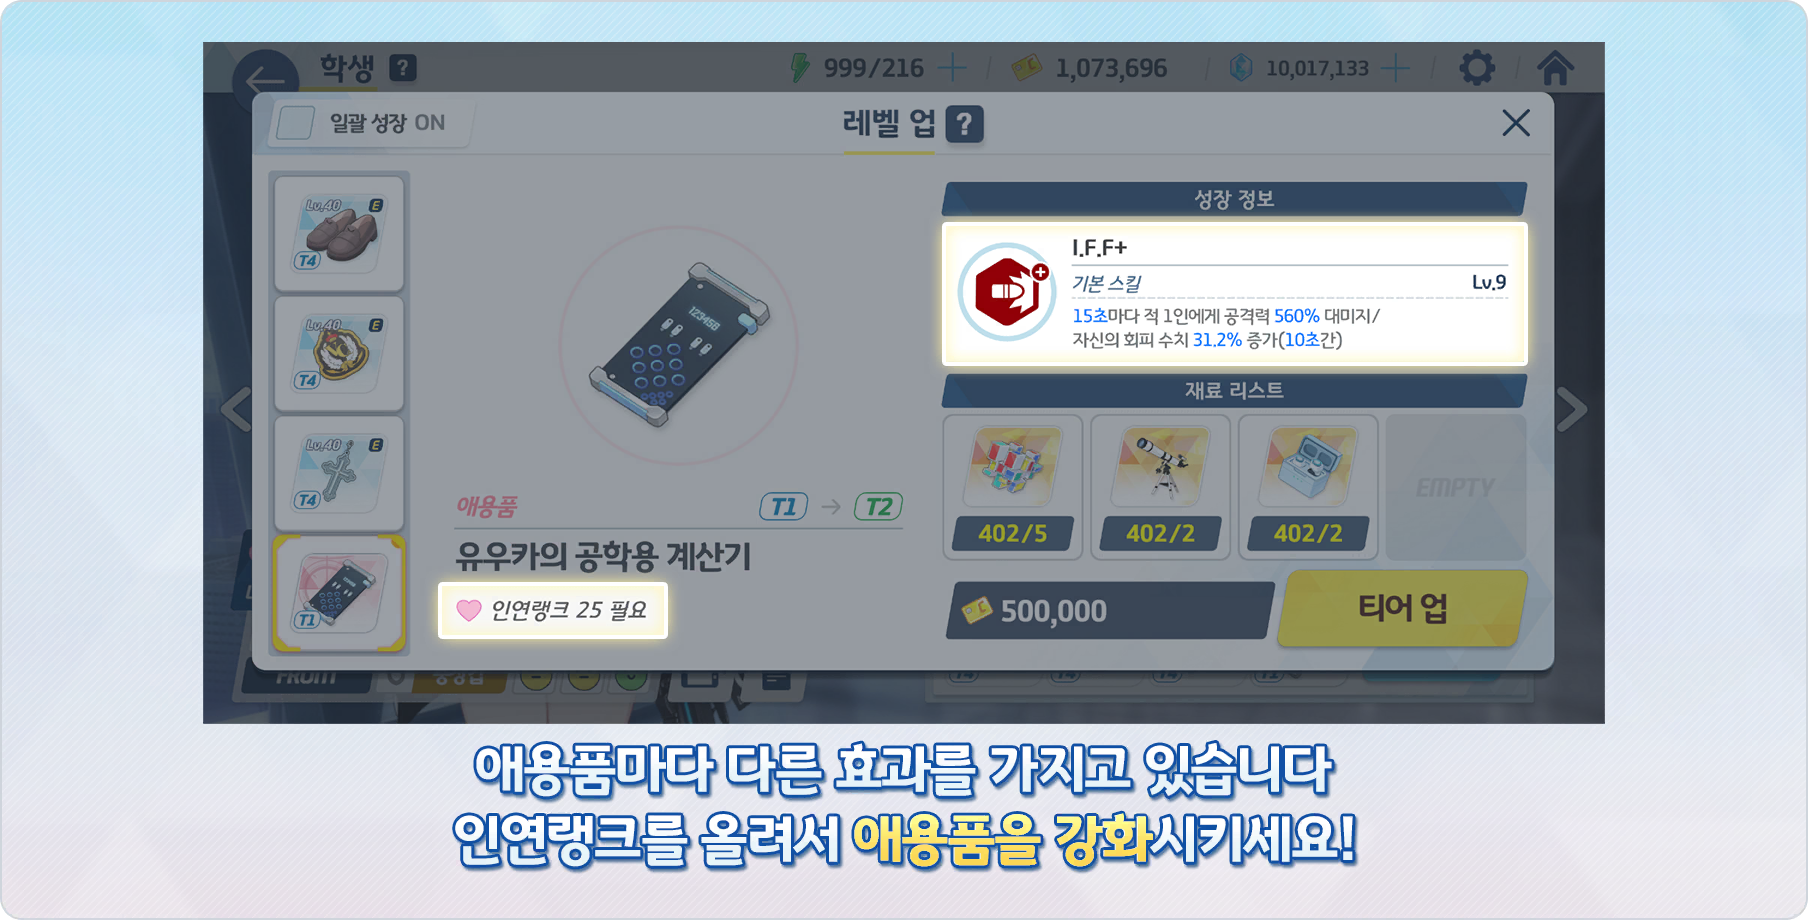 학생 ?
999/216
1,073,696
10,017,133
일괄 성장 ON
레벨 업 ?
Lv.40 E
T4
Lv.40 E
T4
Lv.40 E
T4
T1
123458
애용품
T1 → T2
유우카의 공학용 계산기
인연랭크 25 필요
성장 정보
I.F.F+
기본 스킬 Lv.9
15초마다 적 1인에게 공격력 560% 대미지/
자신의 회피 수치 31.2% 증가(10초간)
재료 리스트
EMPTY
402/5 402/2 402/2
500,000
티어 업
FRONT
애용품마다 다른 효과를 가지고 있습니다
인연랭크를 올려서 애용품을 강화시키세요!